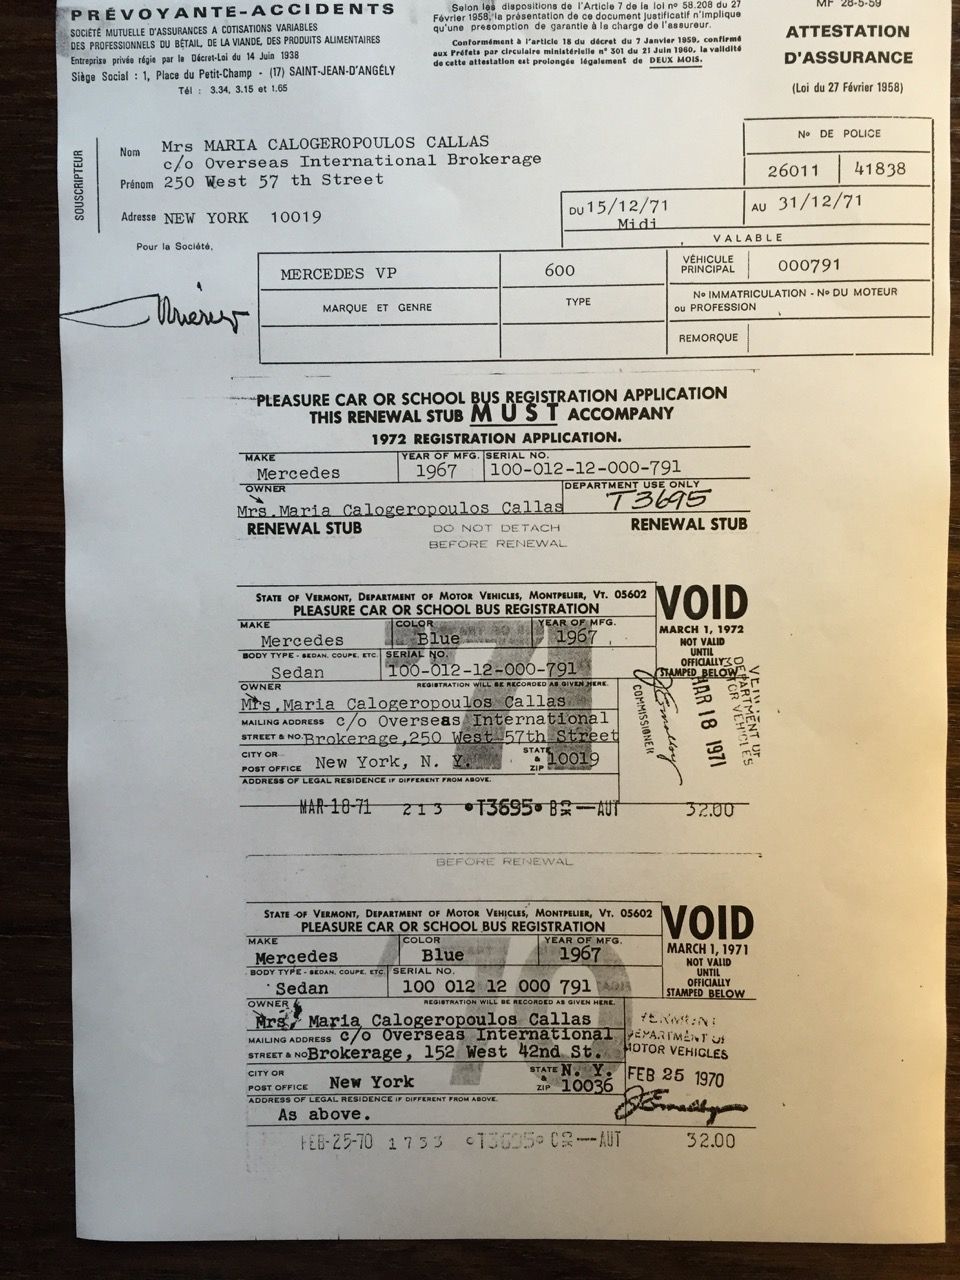 PRÉVOYANTE-ACCIDENTS
SOCIÉTÉ MUTUELLE D'ASSURANCES A COTISATIONS VARIABLES
DES PROFESSIONNELS DU BÉTAIL, DE LA VIANDE, DES PRODUITS ALIMENTAIRES
Entreprise privée régie par le Décret-Loi du 14 Juin 1938
Siège Social : 1, Place du Petit-Champ - (17) SAINT-JEAN-D'ANGÉLY
Tél : 3.34, 3.15 et 1.65
Selon les dispositions de l'Article 7 de la loi nº 58.208 du 27
Février 1958, la présentation de ce document justificatif n'implique
qu'une présomption de garantie à la charge de l'assureur.
Conformément à l'article 18 du décret du 7 Janvier 1959, confirmé
aux Préfets par circulaire ministérielle nº 301 du 21 Juin 1960, la validité
de cette attestation est prolongée légalement de DEUX MOIS.
MF 28-5-59
ATTESTATION
D'ASSURANCE
(Loi du 27 Février 1958)
SOUSCRIPTEUR
Nom Mrs MARIA CALOGEROPOULOS CALLAS
c/o Overseas International Brokerage
Prénom 250 West 57 th Street
Adresse NEW YORK 10019
Pour la Société,
Nº DE POLICE
26011 41838
DU 15/12/71 AU 31/12/71
Midi
VALABLE
MERCEDES VP 600 VÉHICULE PRINCIPAL 000791
MARQUE ET GENRE TYPE Nº IMMATRICULATION - Nº DU MOTEUR
ou PROFESSION
REMORQUE
PLEASURE CAR OR SCHOOL BUS REGISTRATION APPLICATION
THIS RENEWAL STUB MUST ACCOMPANY
1972 REGISTRATION APPLICATION.
MAKE YEAR OF MFG. SERIAL NO.
Mercedes 1967 100-012-12-000-791
OWNER DEPARTMENT USE ONLY
Mrs.Maria Calogeropoulos Callas T3695
RENEWAL STUB DO NOT DETACH RENEWAL STUB
BEFORE RENEWAL
STATE OF VERMONT, DEPARTMENT OF MOTOR VEHICLES, MONTPELIER, VT. 05602
PLEASURE CAR OR SCHOOL BUS REGISTRATION
71
MAKE COLOR YEAR OF MFG.
Mercedes Blue 1967
BODY TYPE - SEDAN, COUPE, ETC. SERIAL NO.
Sedan 100-012-12-000-791
OWNER REGISTRATION WILL BE RECORDED AS GIVEN HERE.
Mrs.Maria Calogeropoulos Callas
MAILING ADDRESS c/o Overseas International
STREET & NO. Brokerage,250 West 57th Street
CITY OR POST OFFICE New York, N. Y. STATE & ZIP 10019
ADDRESS OF LEGAL RESIDENCE IF DIFFERENT FROM ABOVE.
MAR-18-71 213 •T3695• —AUT 32.00
VOID
MARCH 1, 1972
NOT VALID
UNTIL
OFFICIALLY
STAMPED BELOW
COMMISSIONER
MAR 18 1971
DEPARTMENT OF
MOTOR VEHICLES
BEFORE RENEWAL
STATE OF VERMONT, DEPARTMENT OF MOTOR VEHICLES, MONTPELIER, VT. 05602
PLEASURE CAR OR SCHOOL BUS REGISTRATION
70
MAKE COLOR YEAR OF MFG.
Mercedes Blue 1967
BODY TYPE - SEDAN, COUPE, ETC. SERIAL NO.
Sedan 100 012 12 000 791
OWNER REGISTRATION WILL BE RECORDED AS GIVEN HERE.
Mrs. Maria Calogeropoulos Callas
MAILING ADDRESS c/o Overseas International
STREET & NO Brokerage, 152 West 42nd St.
CITY OR POST OFFICE New York STATE & ZIP N. Y. 10036
ADDRESS OF LEGAL RESIDENCE IF DIFFERENT FROM ABOVE.
As above.
FEB-25-70 1733 •T3695• —AUT 32.00
VOID
MARCH 1, 1971
NOT VALID
UNTIL
OFFICIALLY
STAMPED BELOW
VERMONT
DEPARTMENT OF
MOTOR VEHICLES
FEB 25 1970